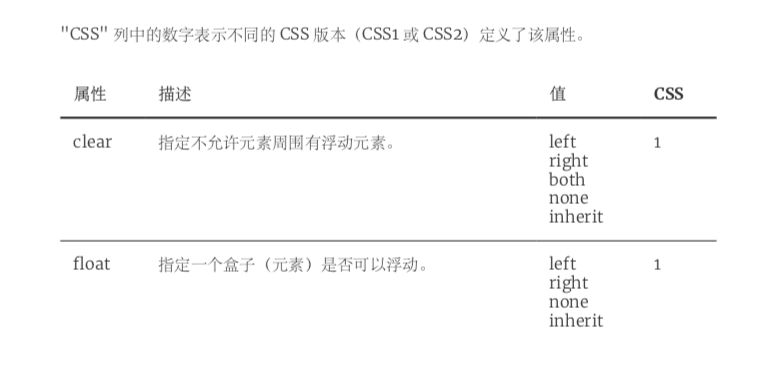 "CSS" 列中的数字表示不同的 CSS 版本（CSS1 或 CSS2）定义了该属性。
属性 描述 值 CSS
clear 指定不允许元素周围有浮动元素。 left 1
right
both
none
inherit
float 指定一个盒子（元素）是否可以浮动。 left 1
right
none
inherit